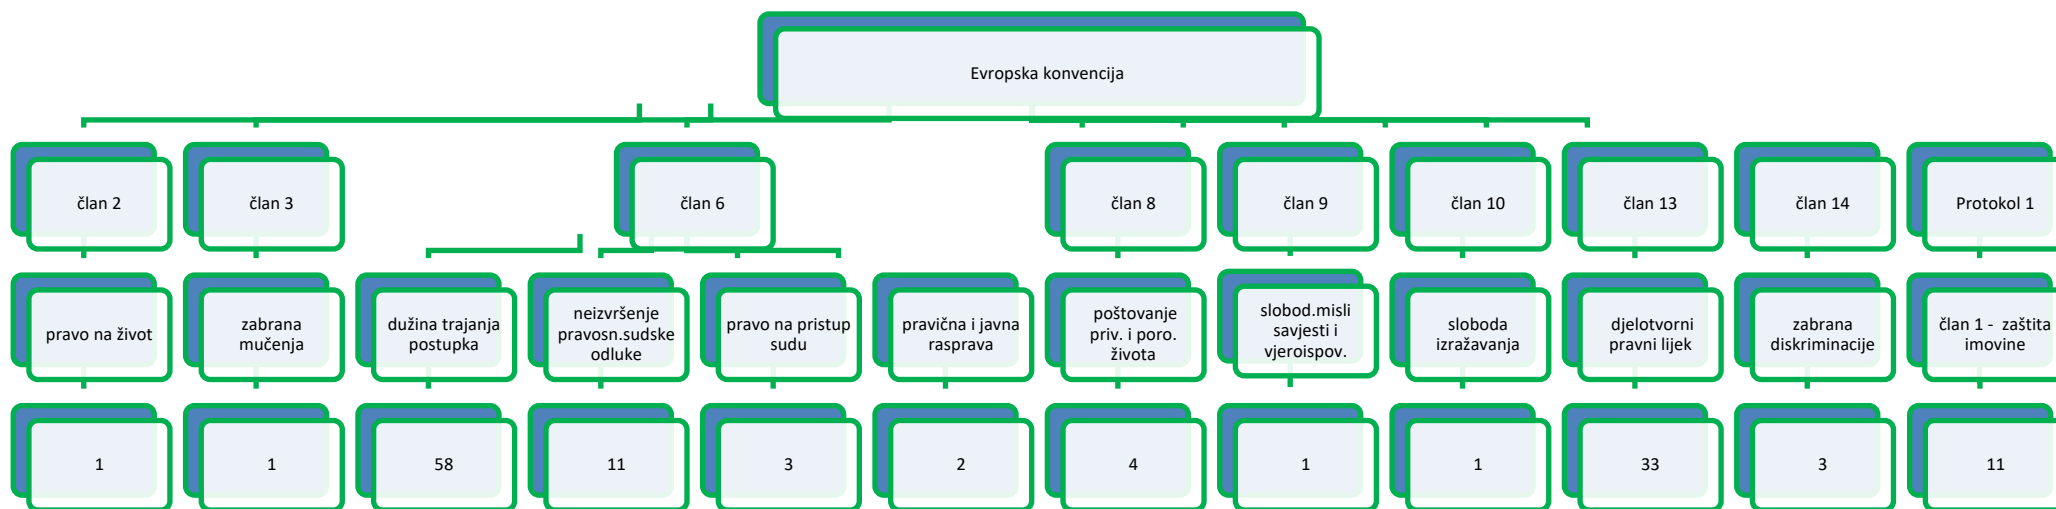 Evropska konvencija
član 2
član 3
član 6
član 8
član 9
član 10
član 13
član 14
Protokol 1
pravo na život
zabrana
mučenja
dužina trajanja
postupka
neizvršenje
pravosn.sudske
odluke
pravo na pristup
sudu
pravična i javna
rasprava
poštovanje
priv. i poro.
života
slobod.misli
savjesti i
vjeroispov.
sloboda
izražavanja
djelotvorni
pravni lijek
zabrana
diskriminacije
član 1 - zaštita
imovine
1
1
58
11
3
2
4
1
1
33
3
11